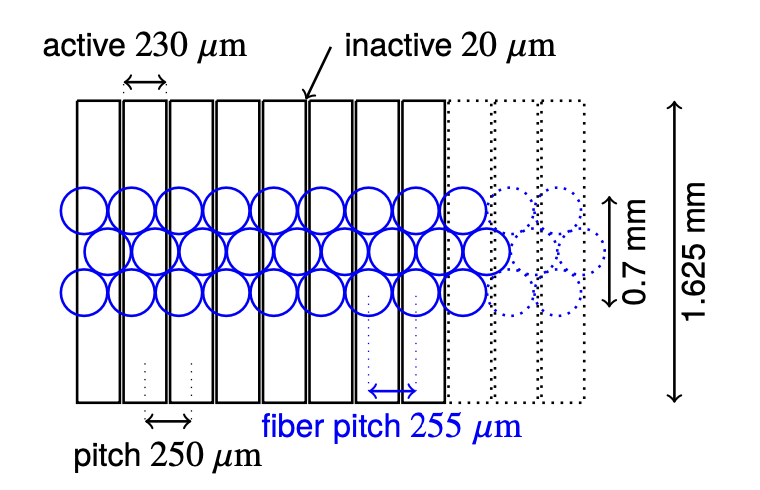 active 230 μm
inactive 20 μm
0.7 mm
1.625 mm
fiber pitch 255 μm
pitch 250 μm